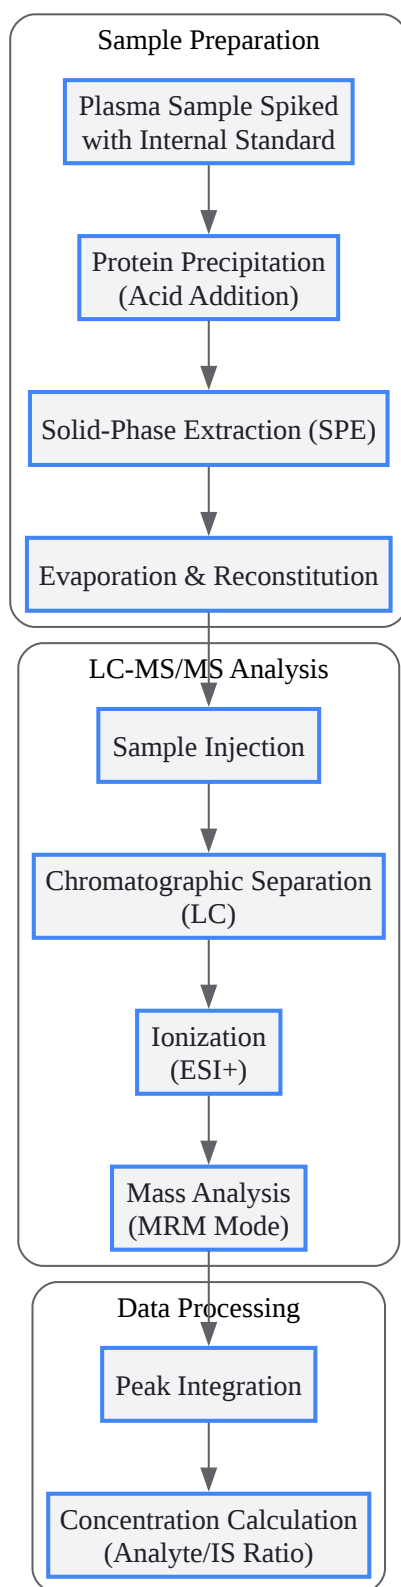 Sample Preparation
Plasma Sample Spiked
with Internal Standard
Protein Precipitation
(Acid Addition)
Solid-Phase Extraction (SPE)
Evaporation & Reconstitution
LC-MS/MS Analysis
Sample Injection
Chromatographic Separation
(LC)
Ionization
(ESI+)
Mass Analysis
(MRM Mode)
Data Processing
Peak Integration
Concentration Calculation
(Analyte/IS Ratio)